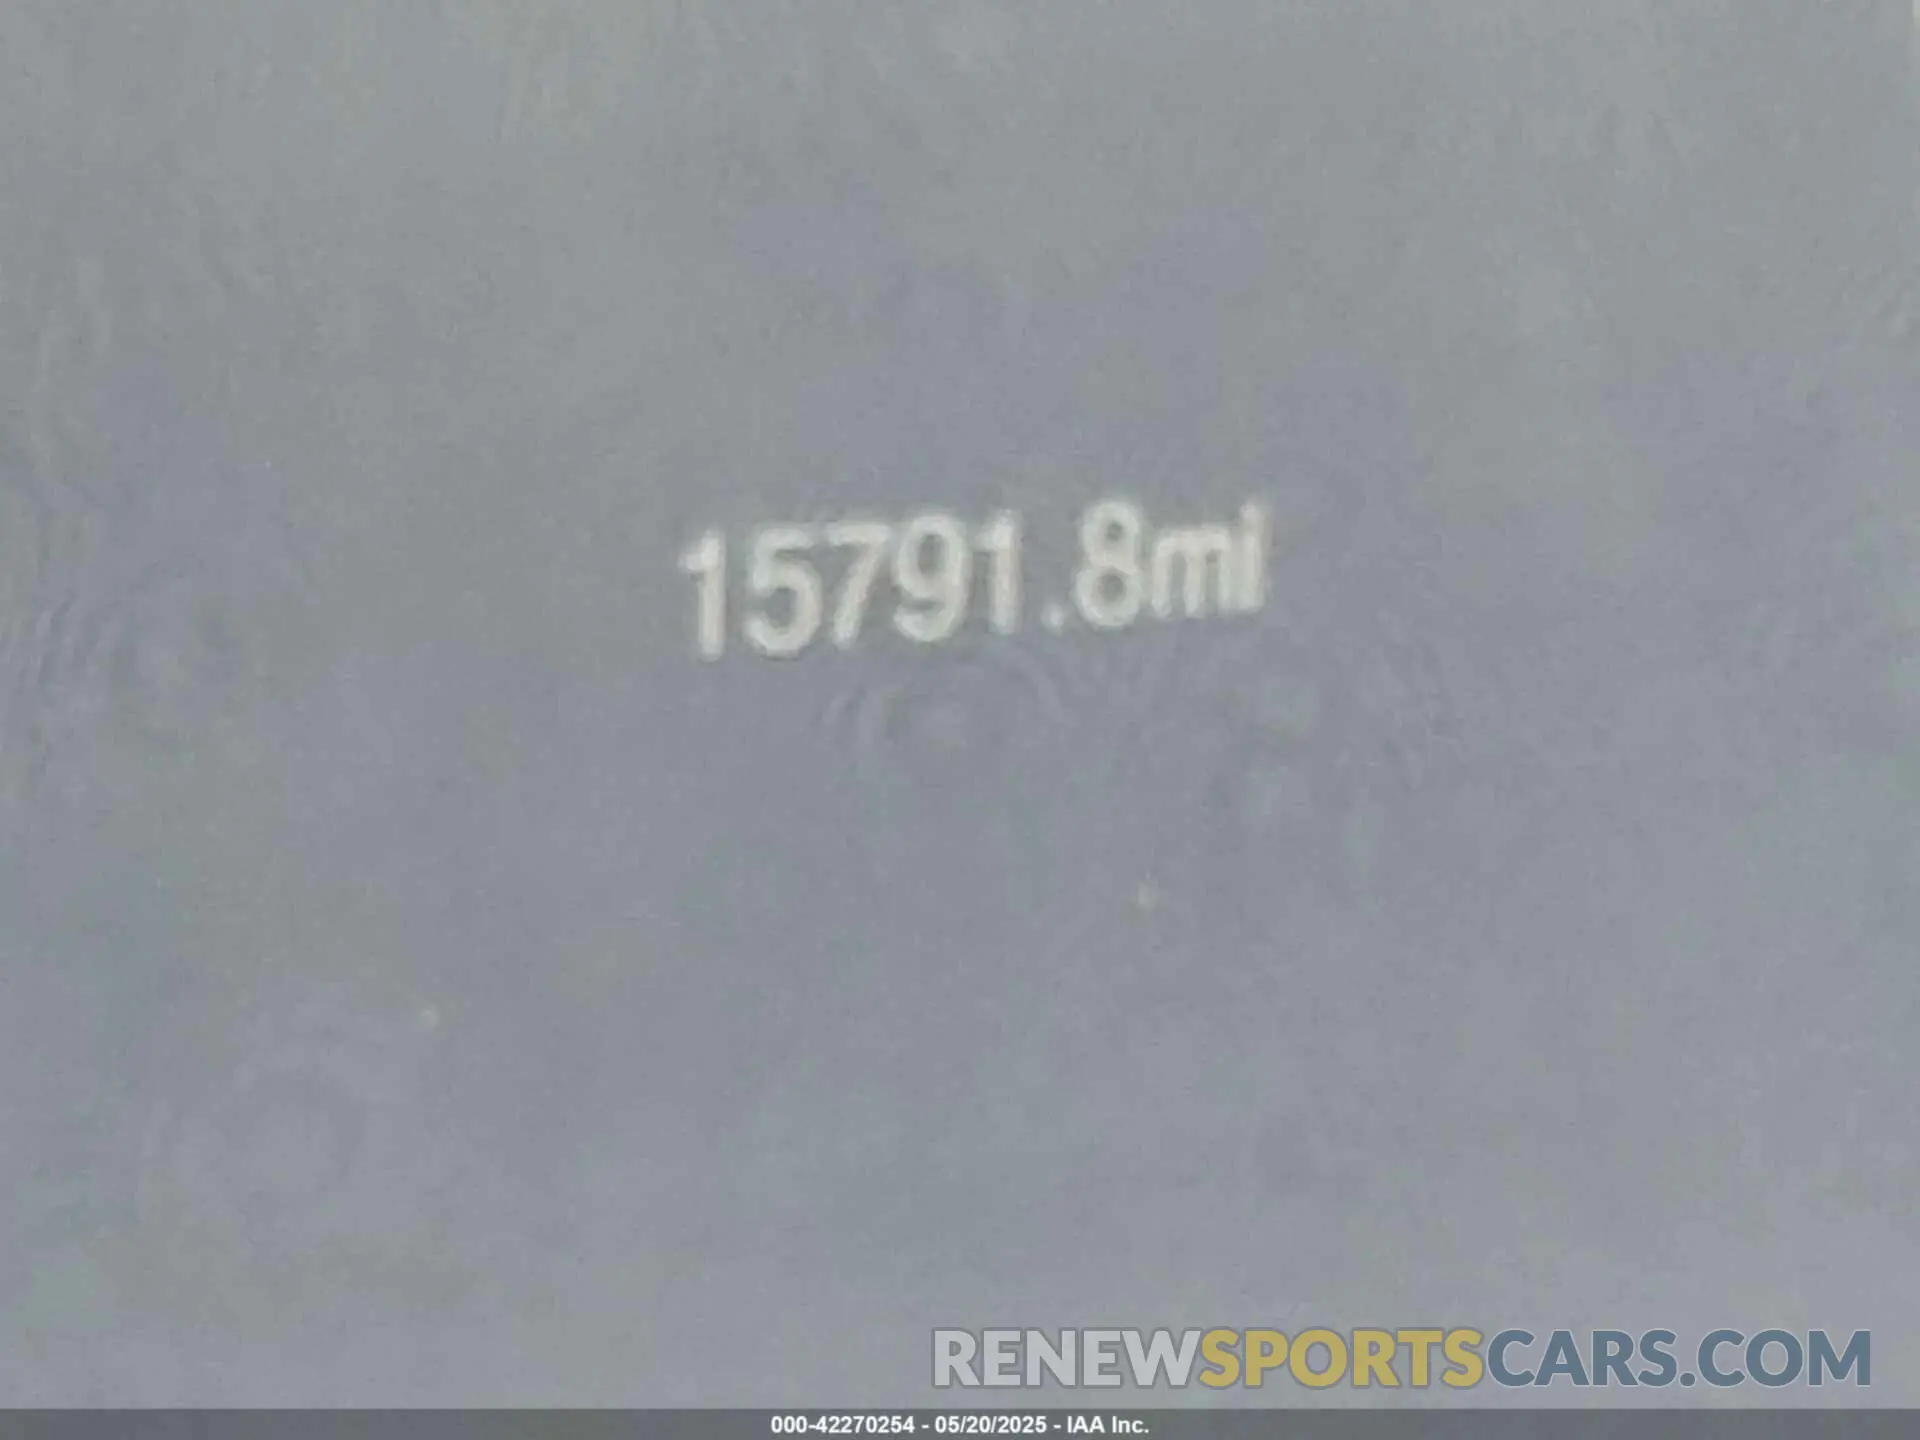 15791.8mi
RENEWSPORTSCARS.COM
000-42270254 - 05/20/2025 - IAA Inc.